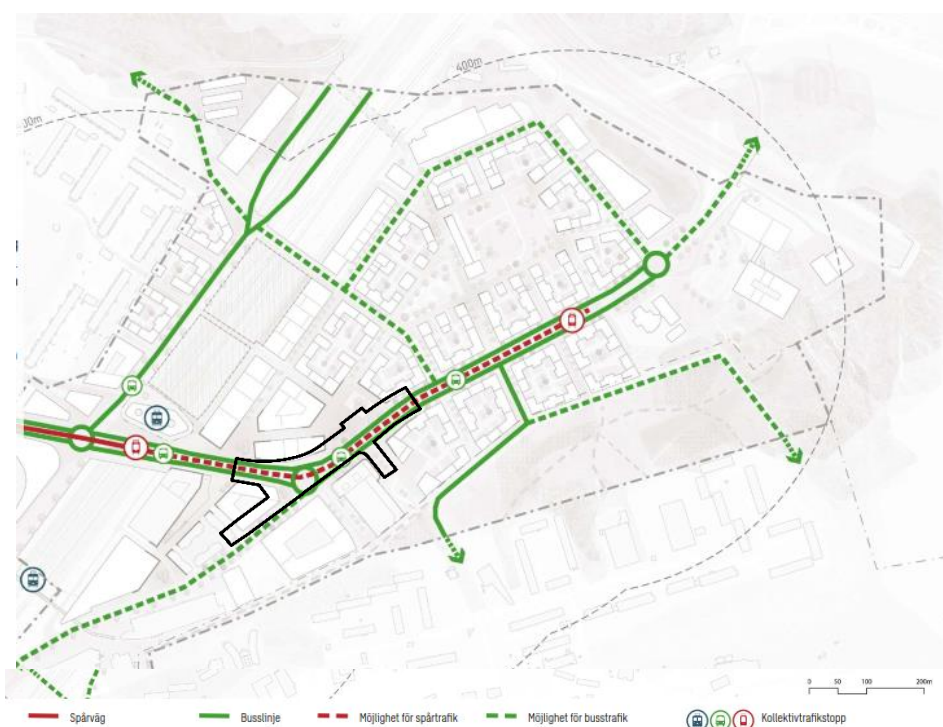 400m
00m
0 50 100 200m
Spårväg
Busslinje
Möjlighet för spårtrafik
Möjlighet för busstrafik
Kollektivtrafikstopp